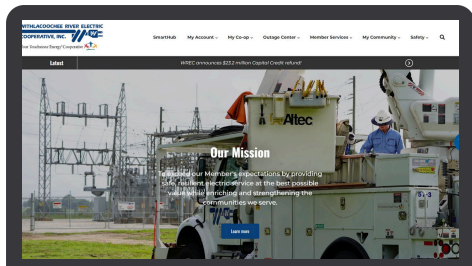 WITHLACOOCHEE RIVER ELECTRIC
COOPERATIVE, INC.
Your Touchstone Energy® Cooperative
SmartHub My Account My Co-op Outage Center Member Services My Community Safety
Latest WREC announces $23.2 million Capital Credit refund!
Altec
Our Mission
To exceed our Member's expectations by providing
safe, resilient electric service at the best possible
value while enriching and strengthening the
communities we serve.
Learn more